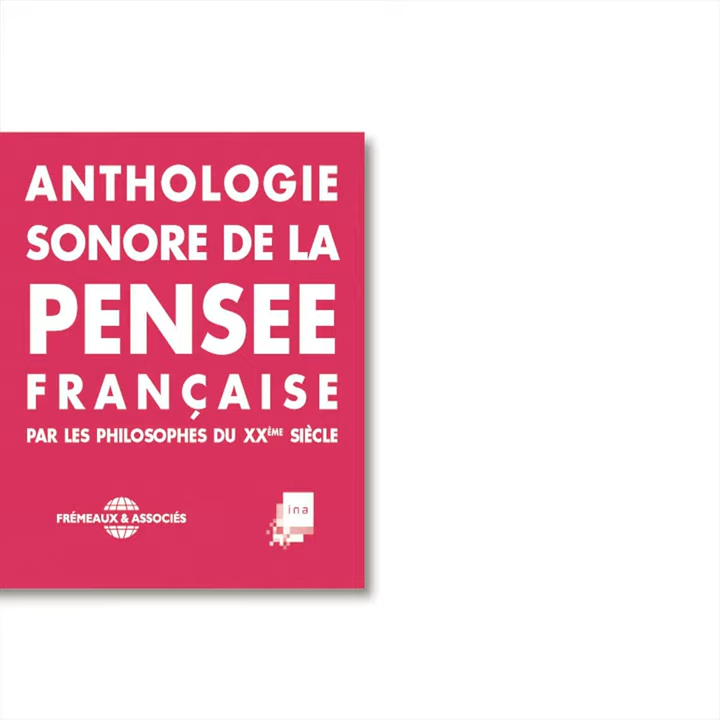 ANTHOLOGIE
SONORE DE LA
PENSEE
FRANÇAISE
PAR LES PHILOSOPHES DU XXÈME SIÈCLE
FRÉMEAUX & ASSOCIÉS
ina